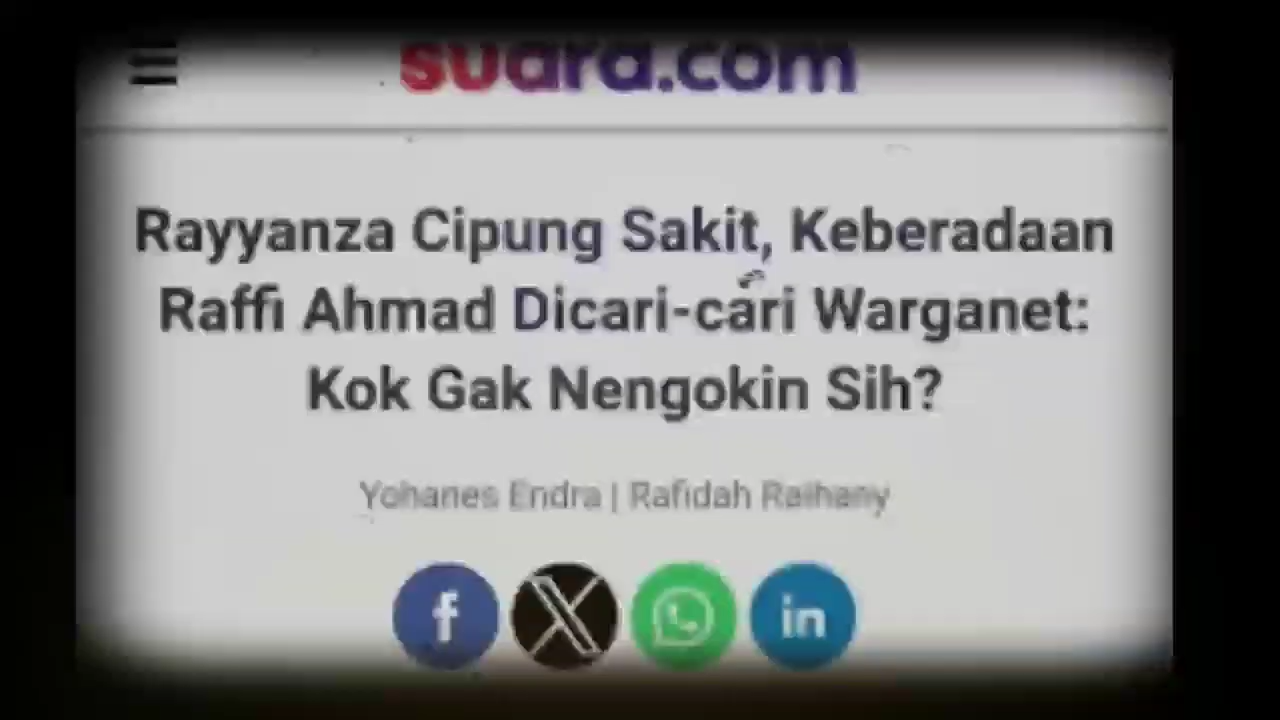 suara.com
Rayyanza Cipung Sakit, Keberadaan
Raffi Ahmad Dicari-cari Warganet:
Kok Gak Nengokin Sih?
Yohanes Endra | Rafidah Raihany
f X in